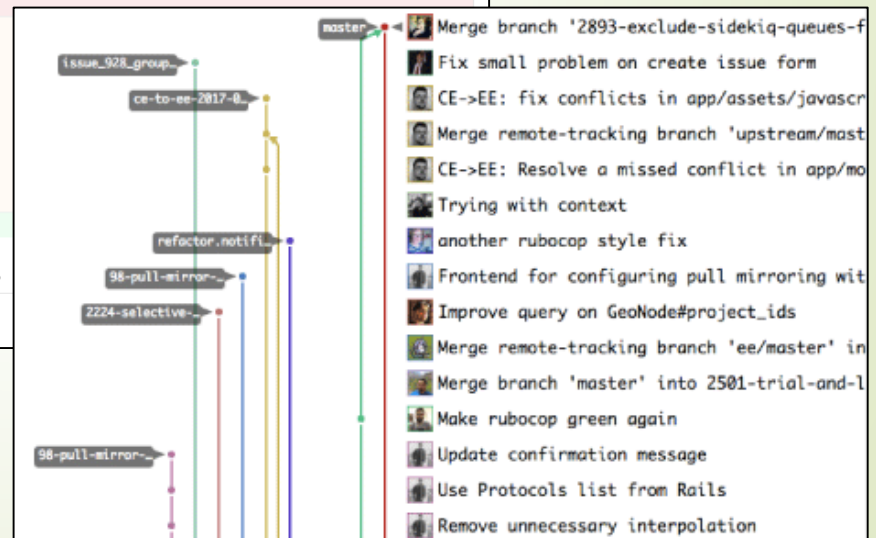 master Merge branch '2893-exclude-sidekiq-queues-f
issue_928_group… Fix small problem on create issue form
ce-to-ee-2017-0… CE->EE: fix conflicts in app/assets/javascr
Merge remote-tracking branch 'upstream/mast
CE->EE: Resolve a missed conflict in app/mo
Trying with context
refactor.notifi… another rubocop style fix
98-pull-mirror-… Frontend for configuring pull mirroring wit
2224-selective-… Improve query on GeoNode#project_ids
Merge remote-tracking branch 'ee/master' in
Merge branch 'master' into 2501-trial-and-l
Make rubocop green again
98-pull-mirror-… Update confirmation message
Use Protocols list from Rails
Remove unnecessary interpolation